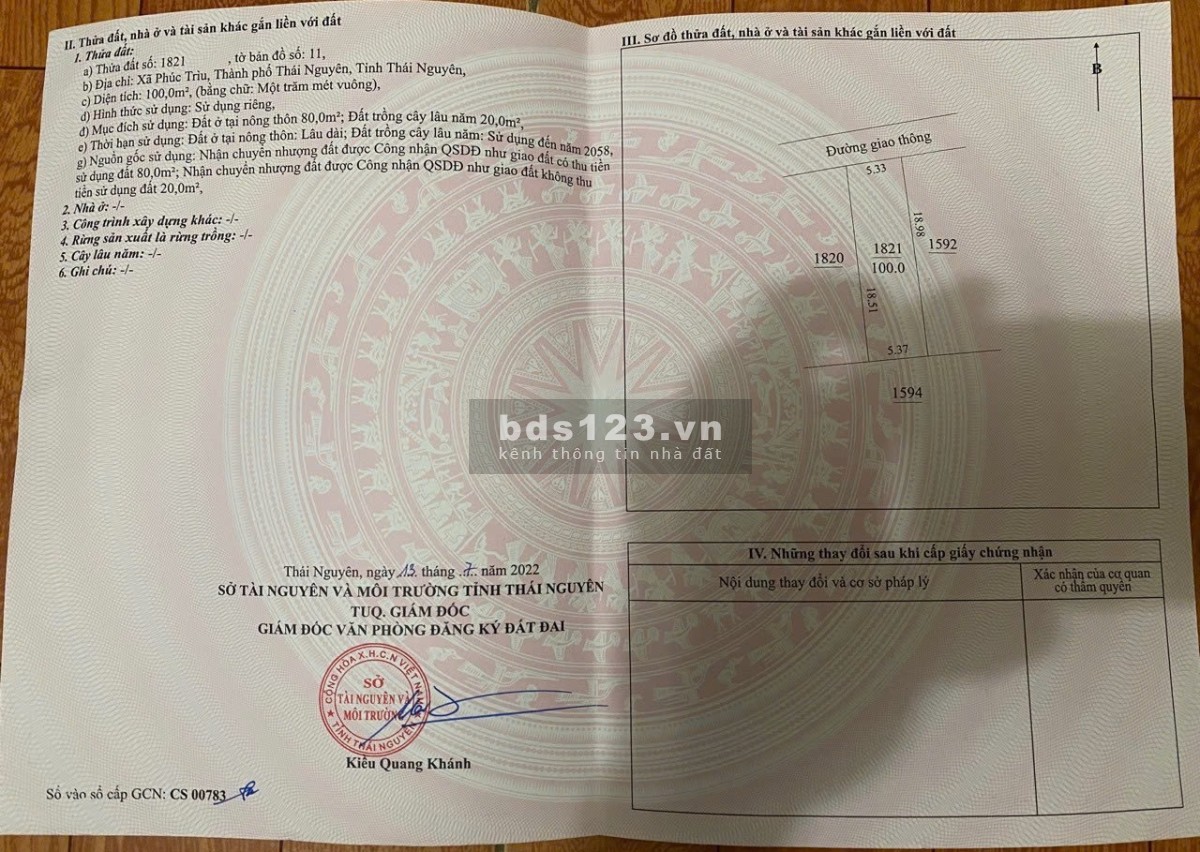 II. Thửa đất, nhà ở và tài sản khác gắn liền với đất
1. Thửa đất:
a) Thửa đất số: 1821 , tờ bản đồ số: 11,
b) Địa chỉ: Xã Phúc Trìu, Thành phố Thái Nguyên, Tỉnh Thái Nguyên,
c) Diện tích: 100,0m², (bằng chữ: Một trăm mét vuông),
d) Hình thức sử dụng: Sử dụng riêng,
đ) Mục đích sử dụng: Đất ở tại nông thôn 80,0m²; Đất trồng cây lâu năm 20,0m²,
e) Thời hạn sử dụng: Đất ở tại nông thôn: Lâu dài; Đất trồng cây lâu năm: Sử dụng đến năm 2058,
g) Nguồn gốc sử dụng: Nhận chuyển nhượng đất được Công nhận QSDĐ như giao đất có thu tiền
sử dụng đất 80,0m²; Nhận chuyển nhượng đất được Công nhận QSDĐ như giao đất không thu
tiền sử dụng đất 20,0m²,
2. Nhà ở: -/-
3. Công trình xây dựng khác: -/-
4. Rừng sản xuất là rừng trồng: -/-
5. Cây lâu năm: -/-
6. Ghi chú: -/-
Thái Nguyên, ngày 13 tháng 7 năm 2022
SỞ TÀI NGUYÊN VÀ MÔI TRƯỜNG TỈNH THÁI NGUYÊN
TUQ. GIÁM ĐỐC
GIÁM ĐỐC VĂN PHÒNG ĐĂNG KÝ ĐẤT ĐAI
CỘNG HÒA X.H.C.N VIỆT NAM
SỞ
TÀI NGUYÊN VÀ
MÔI TRƯỜNG
TỈNH THÁI NGUYÊN
Kiều Quang Khánh
Số vào sổ cấp GCN: CS 00783
III. Sơ đồ thửa đất, nhà ở và tài sản khác gắn liền với đất
B
Đường giao thông
5.33
18.98
1820
1821
100.0
1592
18.51
5.37
1594
bds123.vn
kênh thông tin nhà đất
IV. Những thay đổi sau khi cấp giấy chứng nhận
Nội dung thay đổi và cơ sở pháp lý
Xác nhận của cơ quan
có thẩm quyền